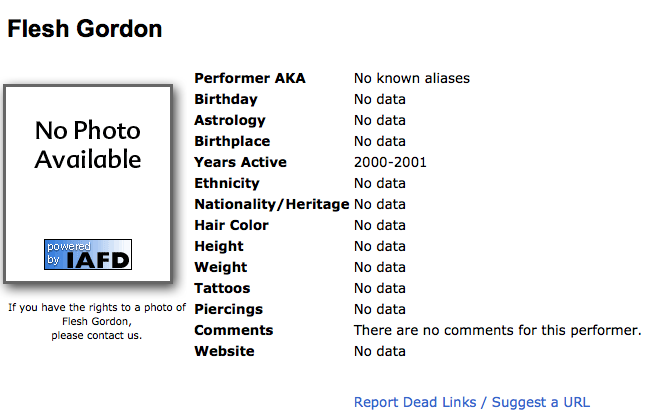 Flesh Gordon
No Photo
Available
powered
by IAFD
If you have the rights to a photo of
Flesh Gordon,
please contact us.
Performer AKA No known aliases
Birthday No data
Astrology No data
Birthplace No data
Years Active 2000-2001
Ethnicity No data
Nationality/Heritage No data
Hair Color No data
Height No data
Weight No data
Tattoos No data
Piercings No data
Comments There are no comments for this performer.
Website No data
Report Dead Links / Suggest a URL